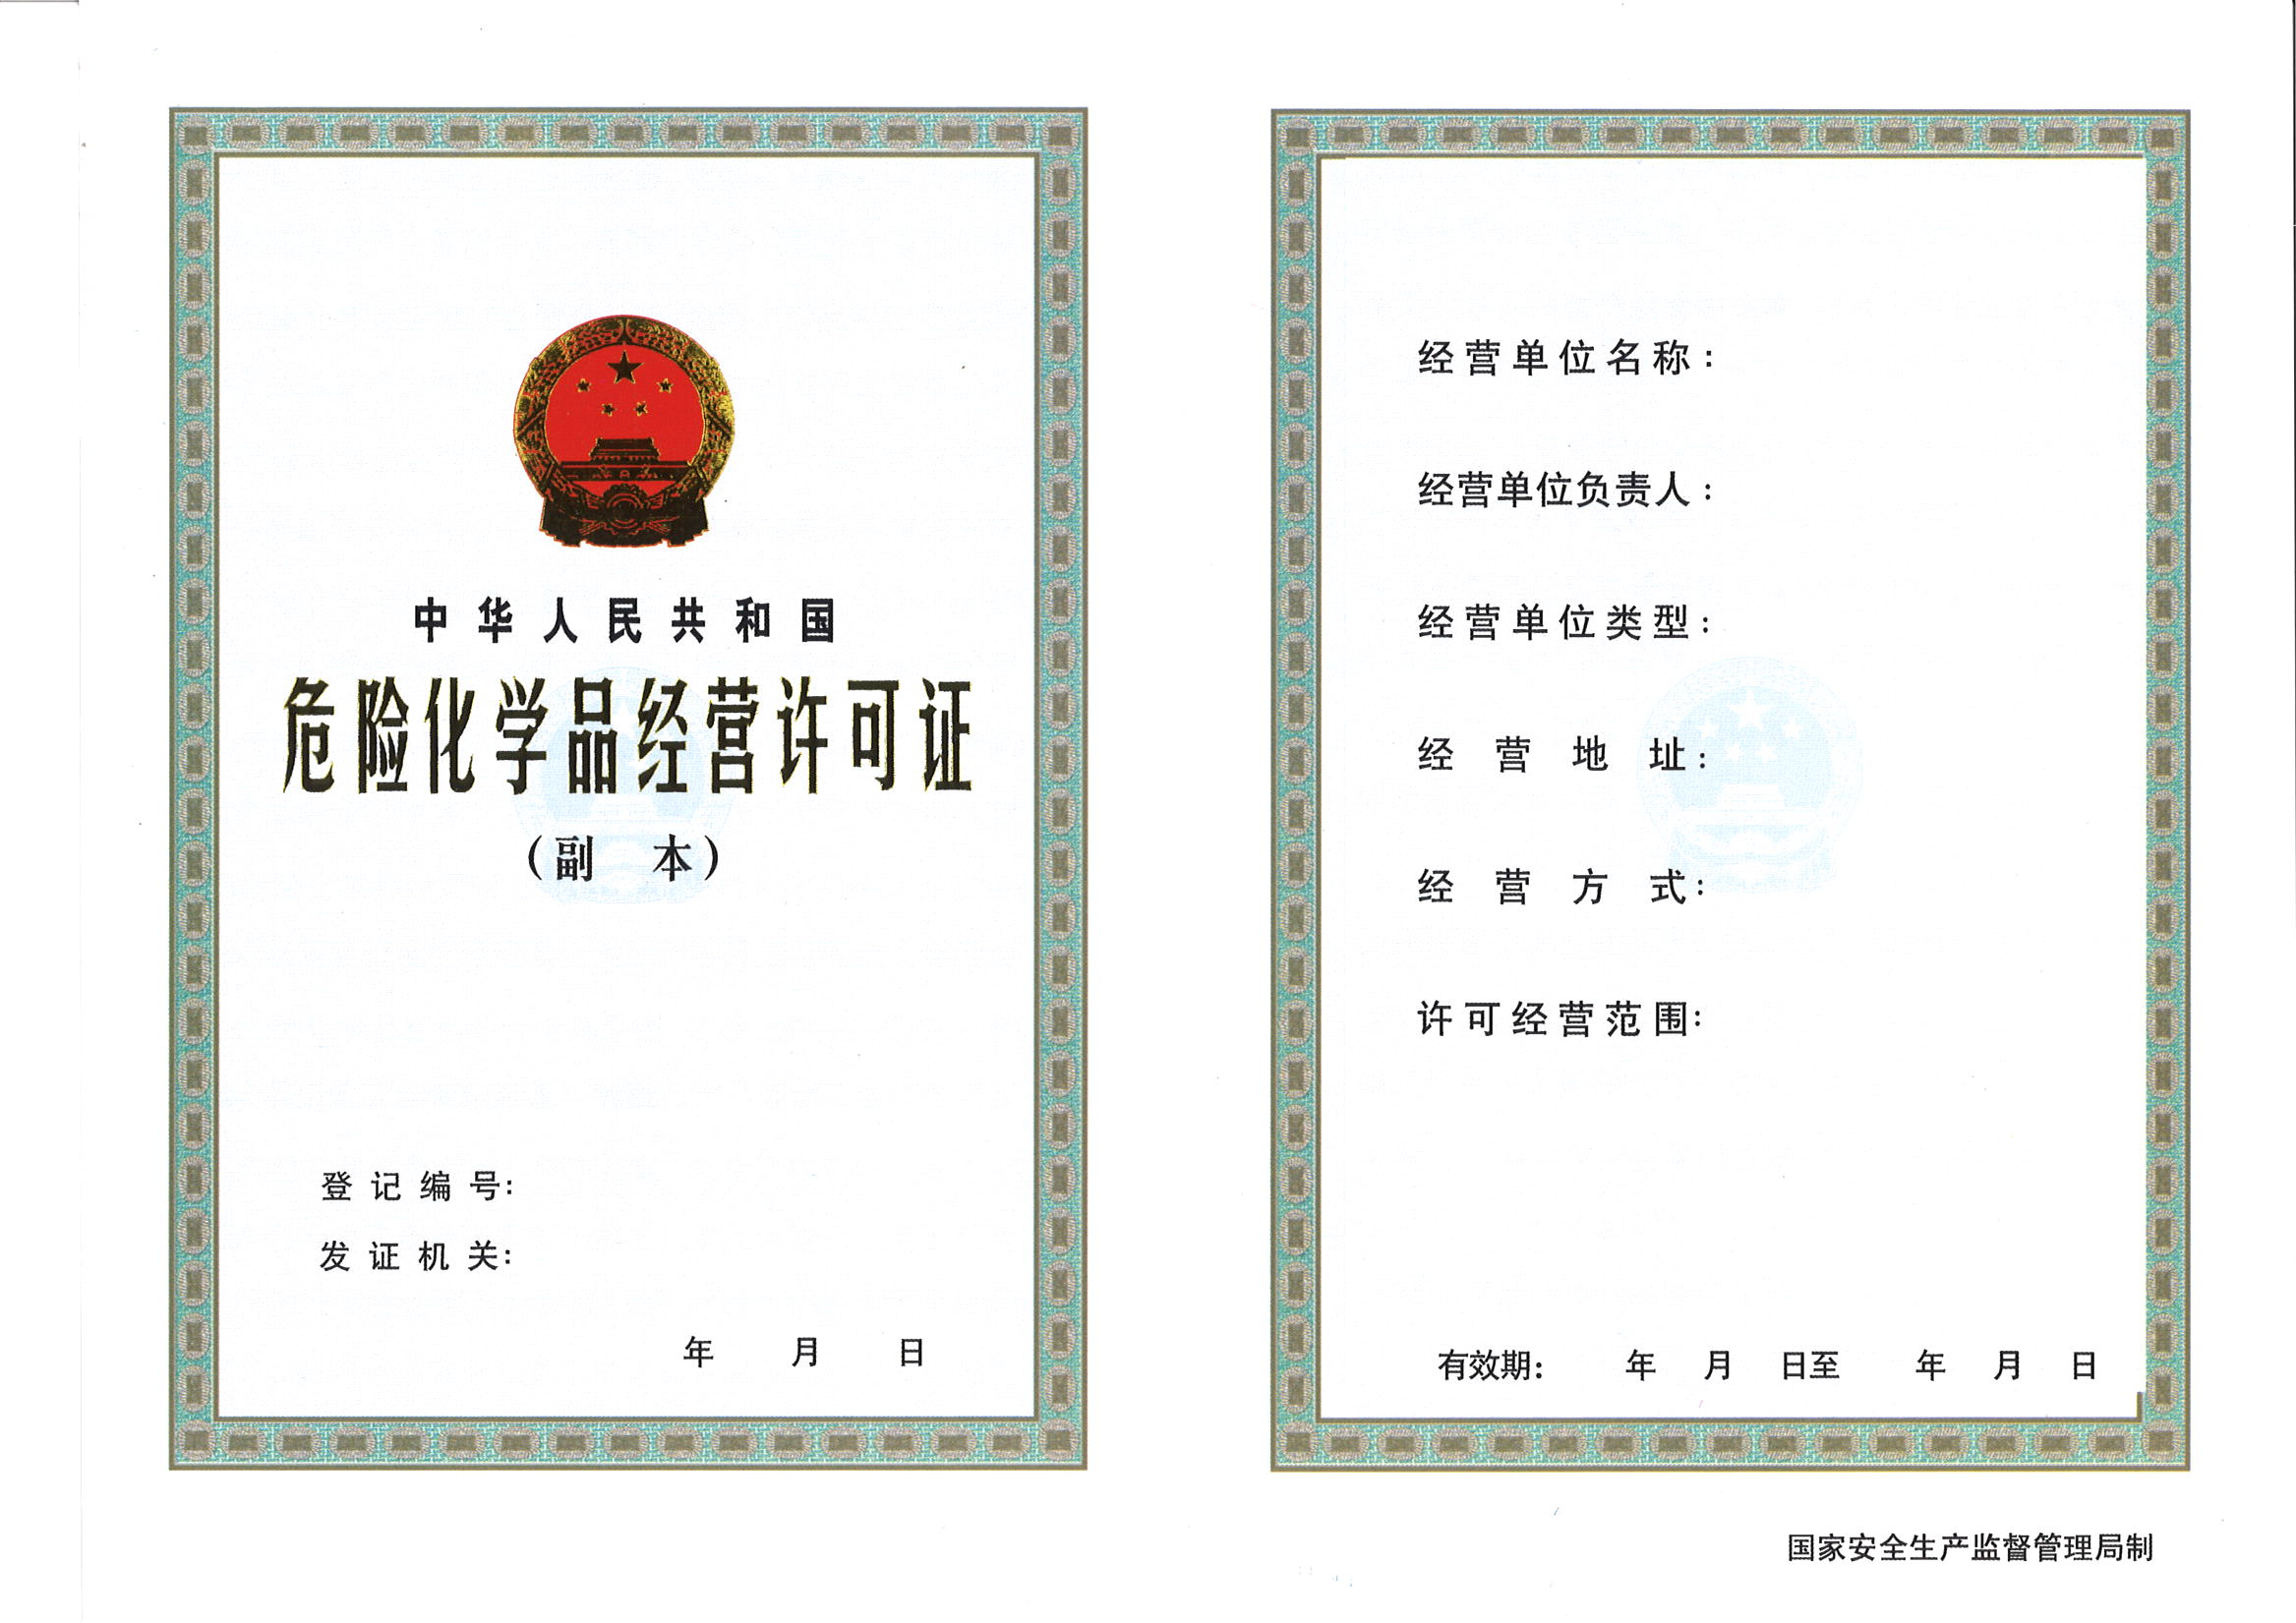 中华人民共和国
危险化学品经营许可证
(副 本)
登记编号:
发证机关:
年 月 日
经营单位名称:
经营单位负责人:
经营单位类型:
经营地址:
经营方式:
许可经营范围:
有效期: 年 月 日至 年 月 日
国家安全生产监督管理局制